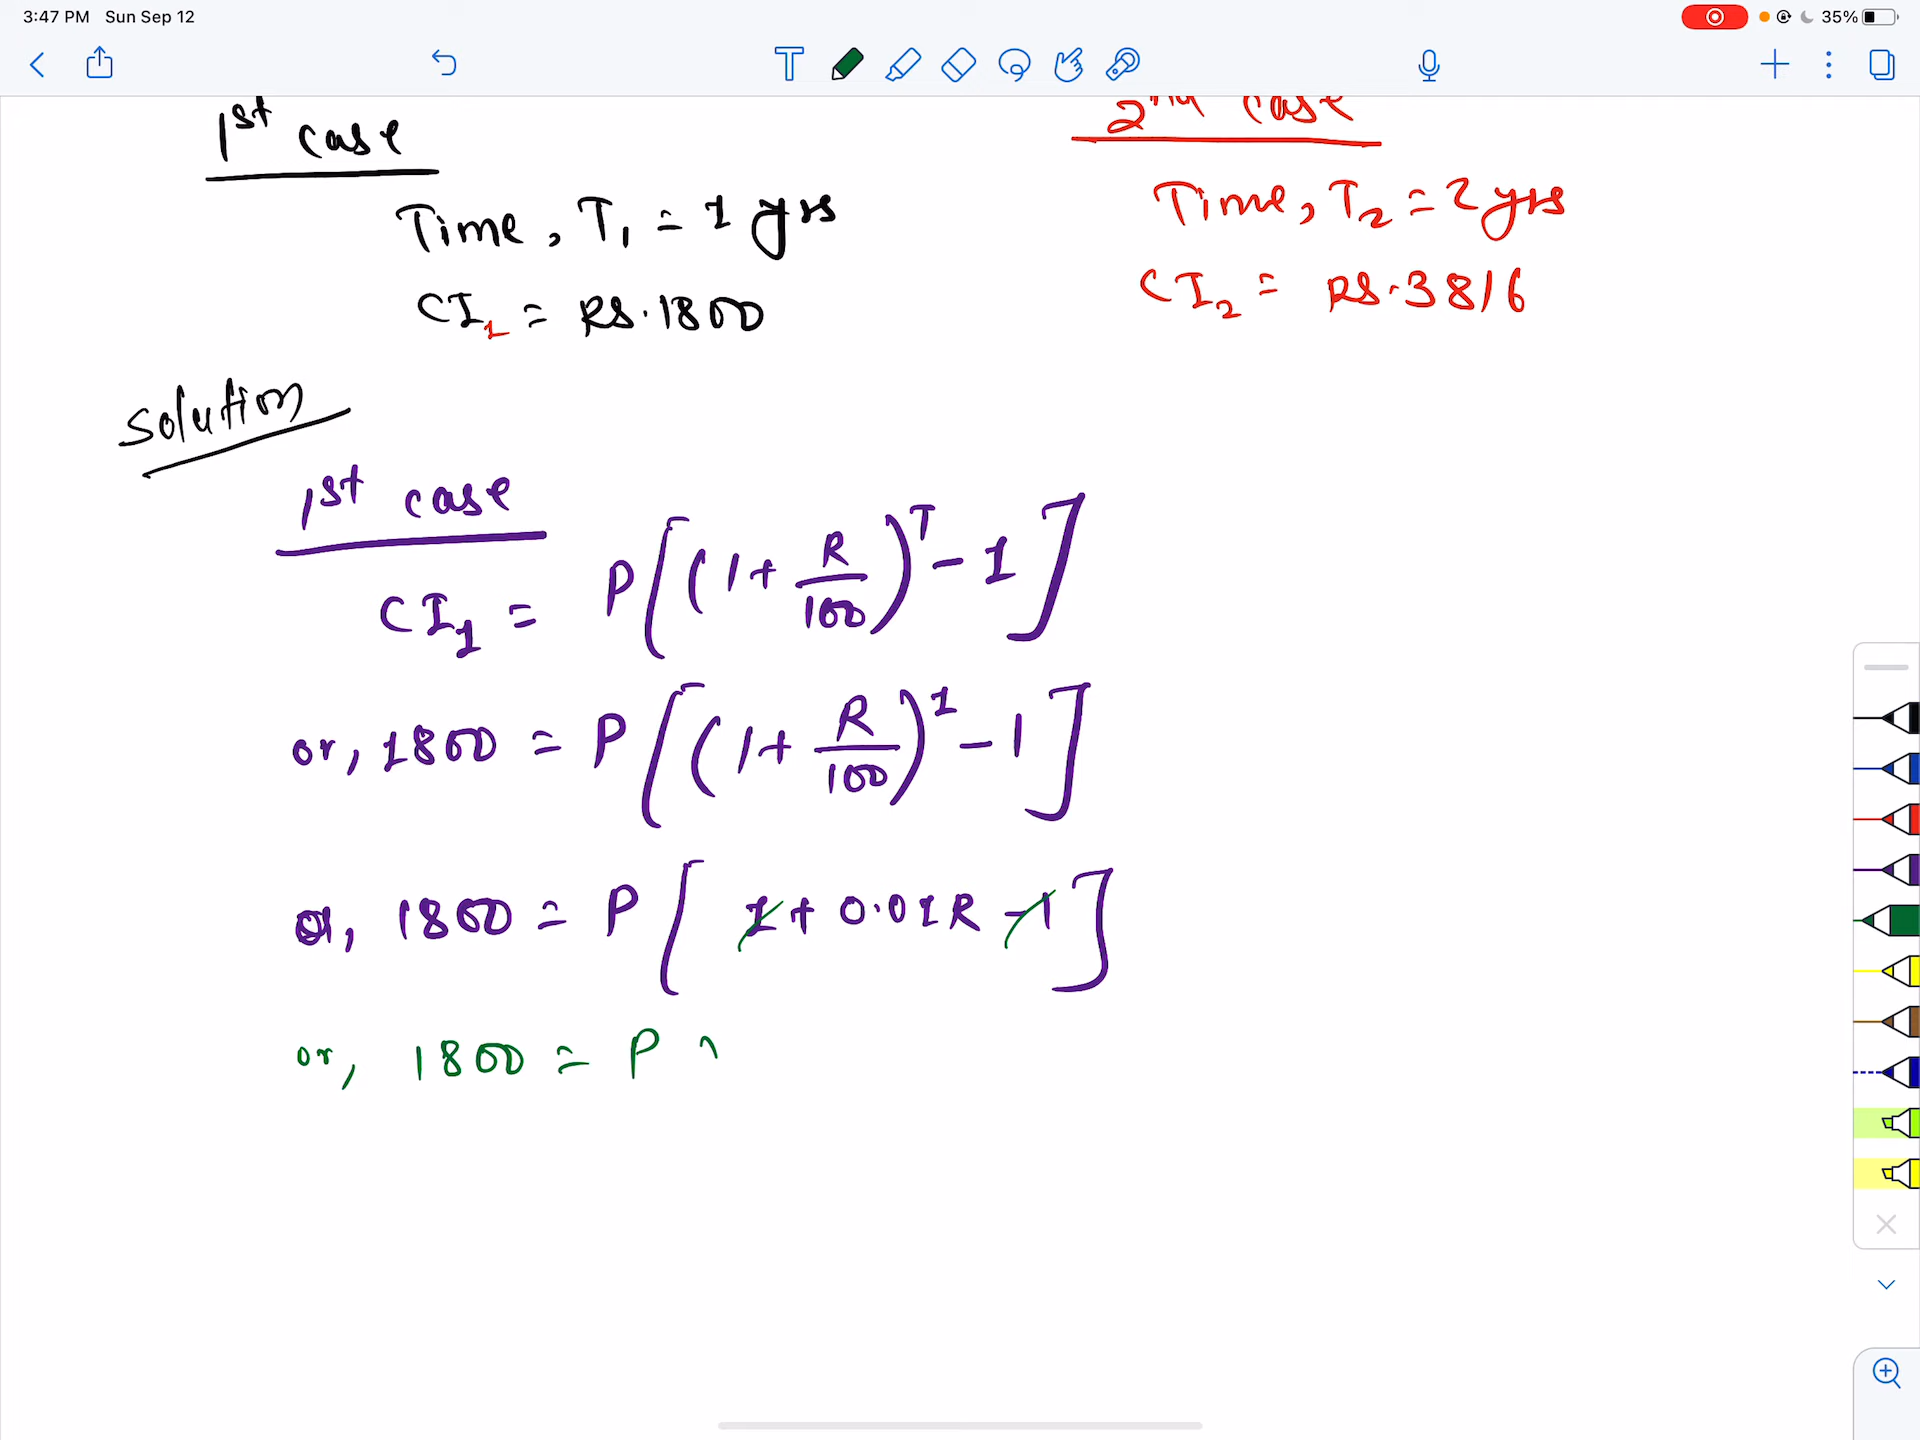 3:47 PM Sun Sep 12
35%
1st case
Time, T₁ = 1 yrs
CI₁ = RS.1800
2nd case
Time, T₂ = 2 yrs
CI₂ = RS.3816
Solution
1st case
CI₁ = P[(1+R/100)^T - 1]
or, 1800 = P[(1+R/100)^1 - 1]
or, 1800 = P[1+0.01R-1]
or, 1800 = P